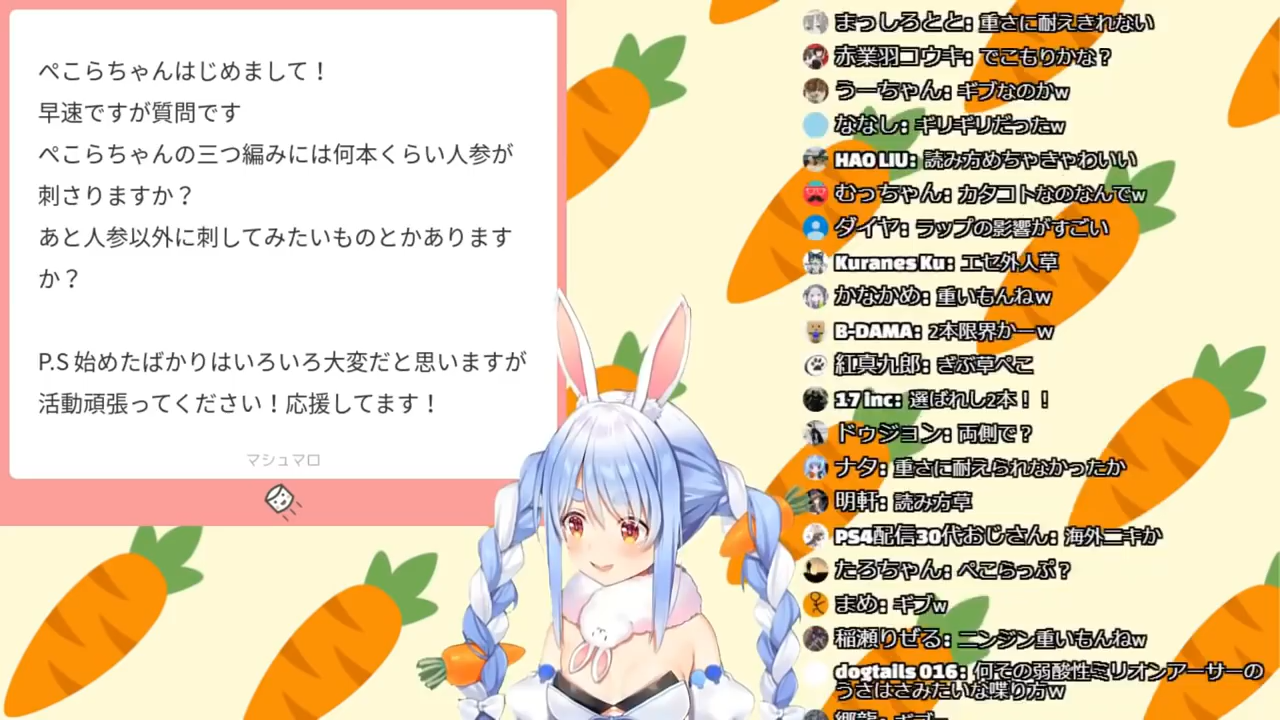 ぺこらちゃんはじめまして！
早速ですが質問です
ぺこらちゃんの三つ編みには何本くらい人参が
刺さりますか？
あと人参以外に刺してみたいものとかあります
か？
P.S 始めたばかりはいろいろ大変だと思いますが
活動頑張ってください！応援してます！
マシュマロ
まっしろとと: 重さに耐えきれない
赤業羽コウキ: でこもりかな？
うーちゃん: ギブなのかw
ななし: ギリギリだったw
HAO LIU: 読み方めちゃきゃわいい
むっちゃん: カタコトなのなんでw
ダイヤ: ラップの影響がすごい
Kuranes Ku: エセ外人草
かなかめ: 重いもんねw
B-DAMA: 2本限界かーw
紅真九郎: ぎぶ草ぺこ
17 inc: 選ばれし2本！！
ドゥジョン: 両側で？
ナタ: 重さに耐えられなかったか
明軒: 読み方草
PS4配信30代おじさん: 海外ニキか
たろちゃん: ぺこらっぷ？
まめ: ギブw
稲瀬りぜる: ニンジン重いもんねw
dogtails 016: 何その弱酸性ミリオンアーサーの
うさはさみたいな喋り方w